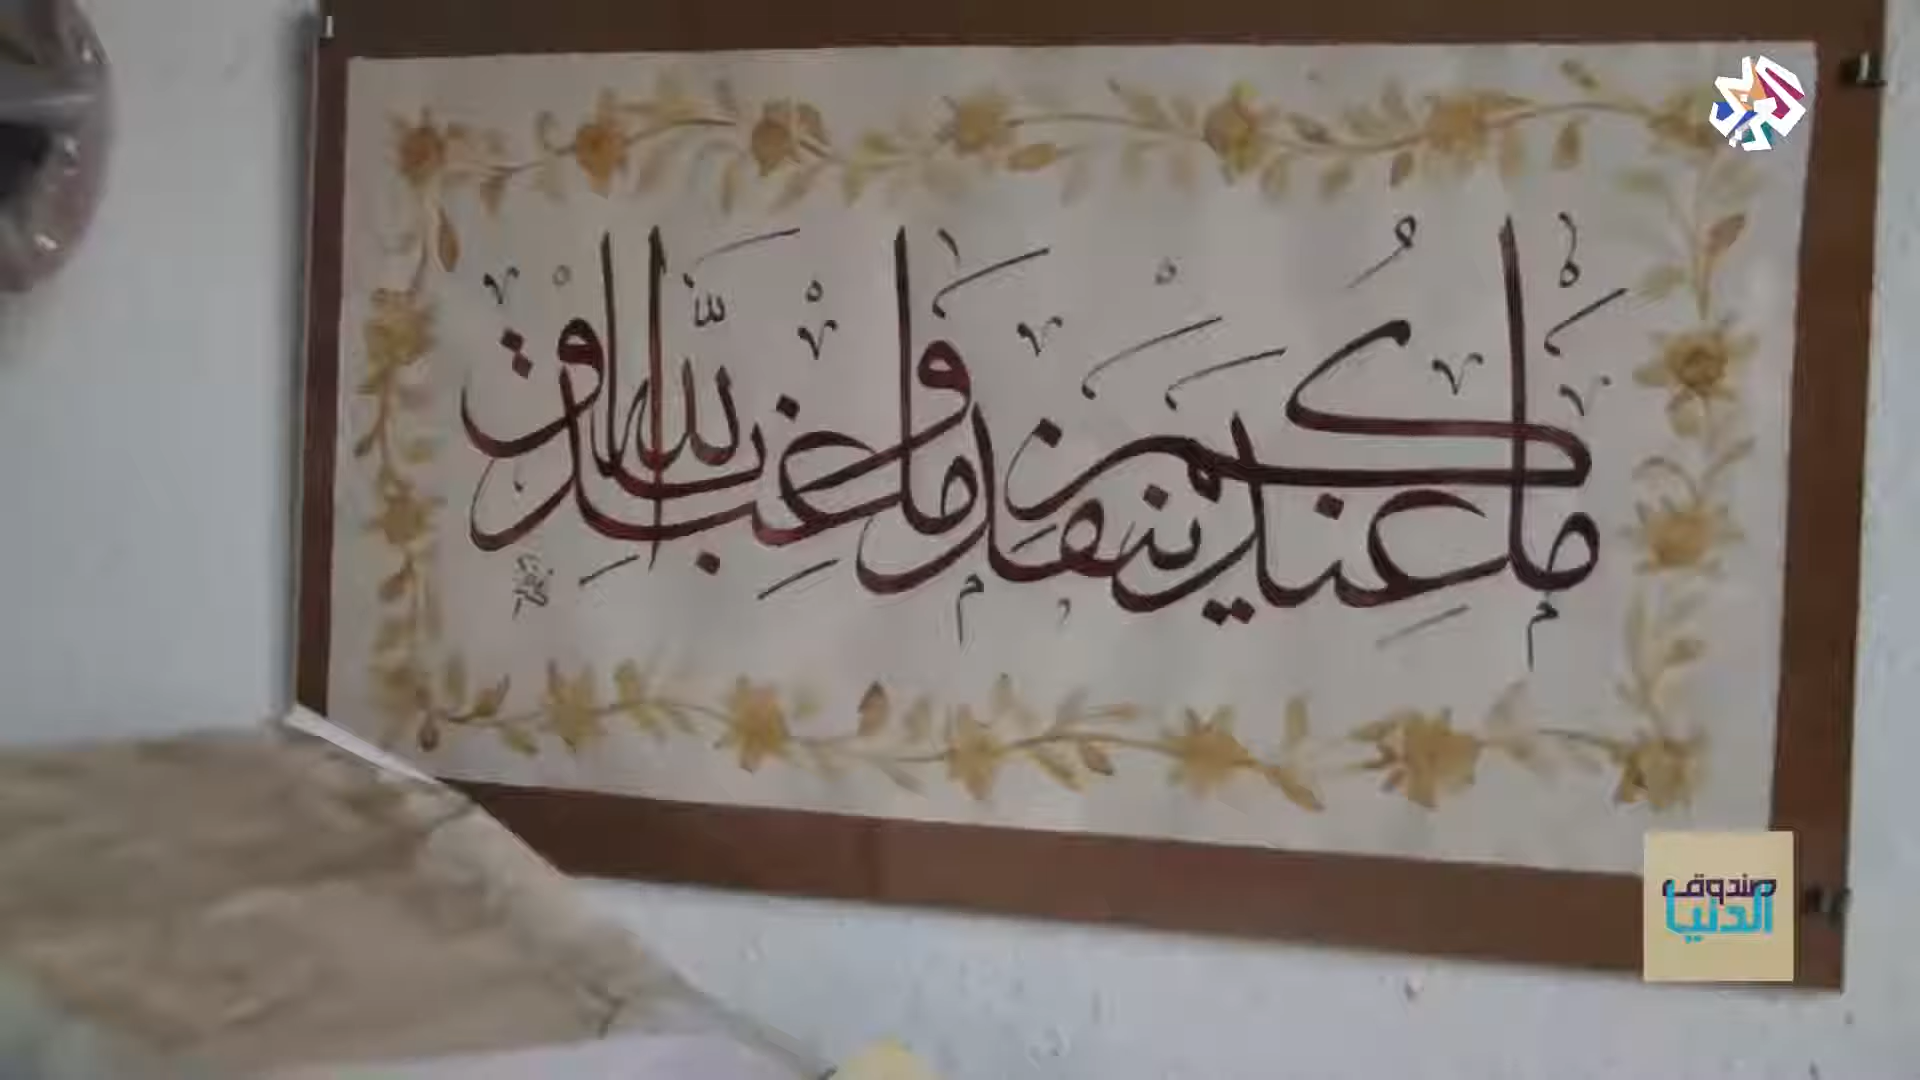 ما عندكم ينفد وما عند الله باق
صندوق
الدنيا